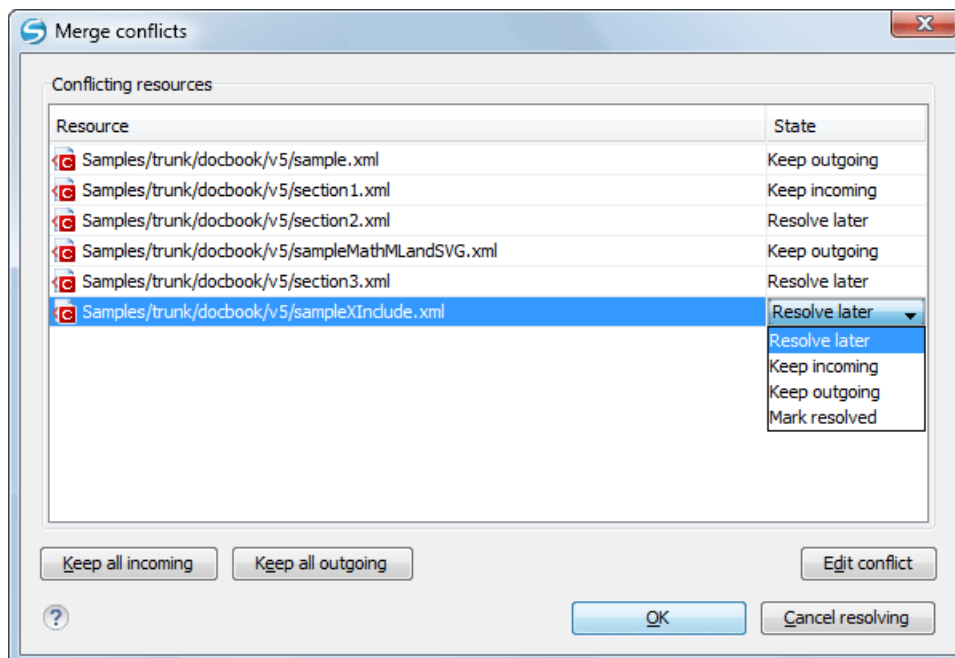 Merge conflicts
Conflicting resources
Resource State
Samples/trunk/docbook/v5/sample.xml Keep outgoing
Samples/trunk/docbook/v5/section1.xml Keep incoming
Samples/trunk/docbook/v5/section2.xml Resolve later
Samples/trunk/docbook/v5/sampleMathMLandSVG.xml Keep outgoing
Samples/trunk/docbook/v5/section3.xml Resolve later
Samples/trunk/docbook/v5/sampleXInclude.xml Resolve later
Resolve later
Keep incoming
Keep outgoing
Mark resolved
Keep all incoming Keep all outgoing Edit conflict
? OK Cancel resolving